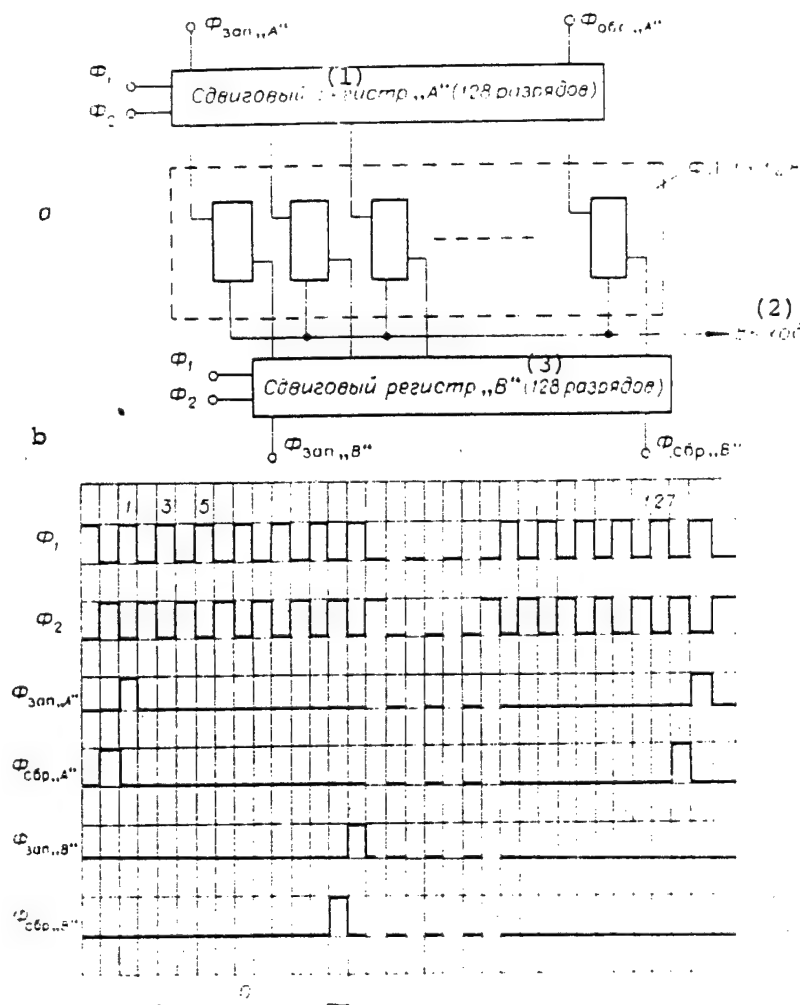 Φзап„А"
(1)
Φ1
Сдвиговый регистр „А" (128 разрядов)
Φ2
a
(2)
(3)
Φ1
Сдвиговый регистр „В" (128 разрядов)
Φ2
b
Φзап„В"
Φсбр„В"
1 3 5 127
Φ1
Φ2
Φзап„А"
Φсбр„А"
Φзап„В"
Φсбр„В"